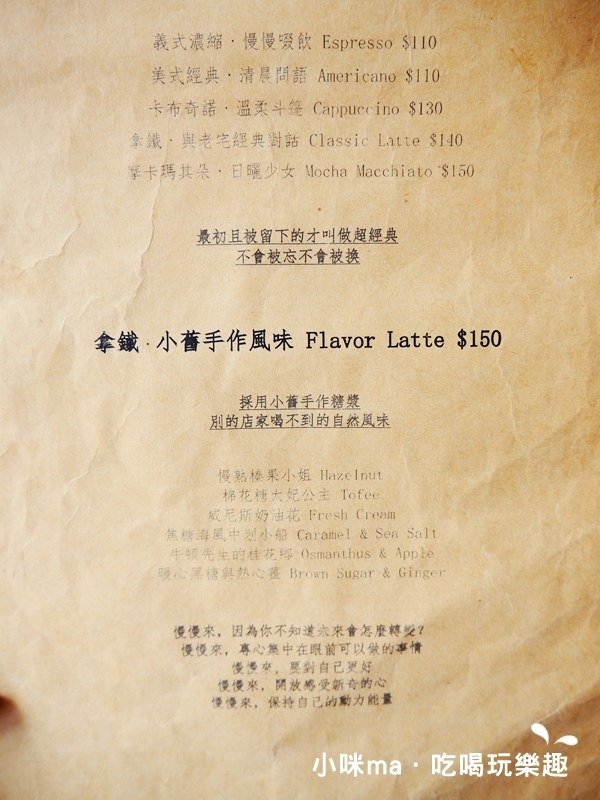 義式濃縮·慢慢啜飲 Espresso $110
美式經典·清晨問語 Americano $110
卡布奇諾·溫柔斗篷 Cappuccino $130
拿鐵·與老宅經典對話 Classic Latte $140
摩卡瑪其朵·日曬少女 Mocha Macchiato $150
最初且被留下的才叫做超經典
不會被忘不會被換
拿鐵·小舊手作風味 Flavor Latte $150
採用小舊手作糖漿
別的店家喝不到的自然風味
慢熟榛果小姐 Hazelnut
棉花糖太妃公主 Tofee
威尼斯奶油花 Fresh Cream
焦糖海風中划小船 Caramel & Sea Salt
牛頓先生的桂花鄉 Osmanthus & Apple
暖心黑糖與熱心薑 Brown Sugar & Ginger
慢慢來，因為你不知道未來會怎麼轉變？
慢慢來，專心集中在眼前可以做的事情
慢慢來，要對自己更好
慢慢來，開放感受新奇的心
慢慢來，保持自己的動力能量
小咪ma·吃喝玩樂趣